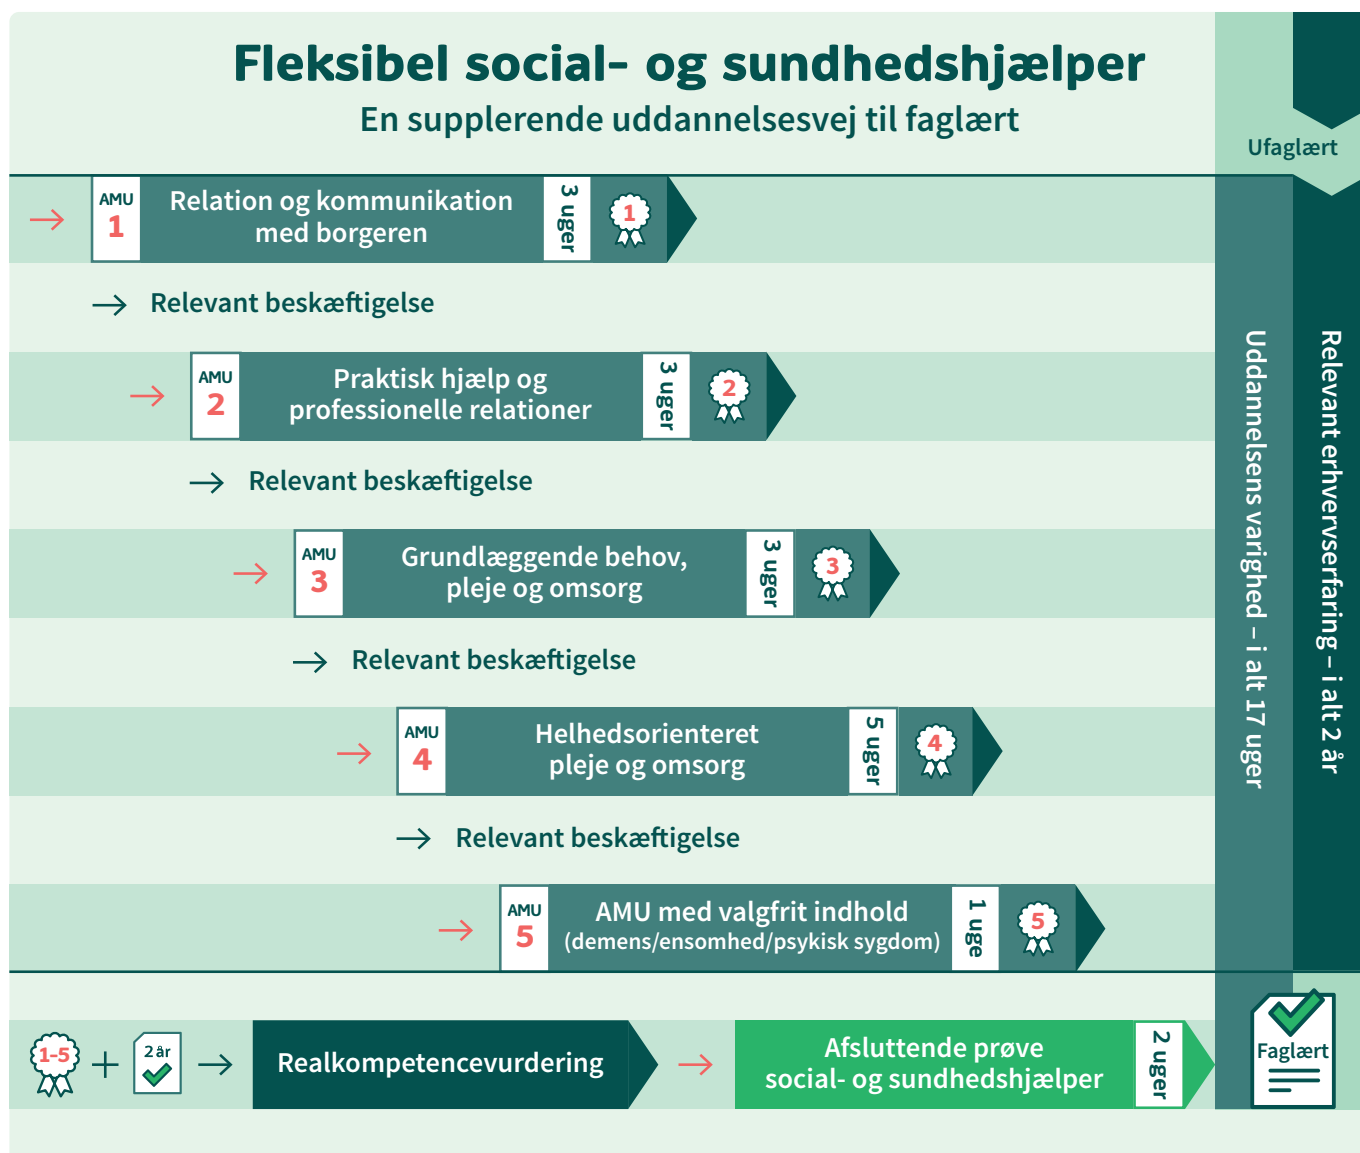 Fleksibel social- og sundhedshjælper
En supplerende uddannelsesvej til faglært
Ufaglært
AMU
1
Relation og kommunikation
med borgeren
3 uger
1
Relevant beskæftigelse
AMU
2
Praktisk hjælp og
professionelle relationer
3 uger
2
Relevant beskæftigelse
AMU
3
Grundlæggende behov,
pleje og omsorg
3 uger
3
Relevant beskæftigelse
AMU
4
Helhedsorienteret
pleje og omsorg
5 uger
4
Relevant beskæftigelse
AMU
5
AMU med valgfrit indhold
(demens/ensomhed/psykisk sygdom)
1 uge
5
Uddannelsens varighed – i alt 17 uger
Relevant erhvervserfaring – i alt 2 år
1-5
2 år
Realkompetencevurdering
Afsluttende prøve
social- og sundhedshjælper
2 uger
Faglært